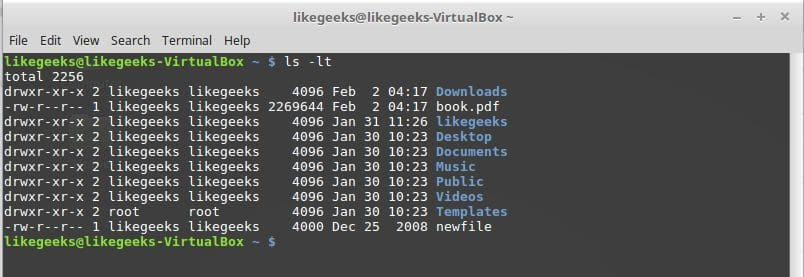 likegeeks@likegeeks-VirtualBox ~
File Edit View Search Terminal Help
likegeeks@likegeeks-VirtualBox ~ $ ls -lt
total 2256
drwxr-xr-x 2 likegeeks likegeeks    4096 Feb  2 04:17 Downloads
-rw-r--r-- 1 likegeeks likegeeks 2269644 Feb  2 04:17 book.pdf
drwxr-xr-x 2 likegeeks likegeeks    4096 Jan 31 11:26 likegeeks
drwxr-xr-x 2 likegeeks likegeeks    4096 Jan 30 10:23 Desktop
drwxr-xr-x 2 likegeeks likegeeks    4096 Jan 30 10:23 Documents
drwxr-xr-x 2 likegeeks likegeeks    4096 Jan 30 10:23 Music
drwxr-xr-x 2 likegeeks likegeeks    4096 Jan 30 10:23 Public
drwxr-xr-x 2 likegeeks likegeeks    4096 Jan 30 10:23 Videos
drwxr-xr-x 2 root      root         4096 Jan 30 10:23 Templates
-rw-r--r-- 1 likegeeks likegeeks    4000 Dec 25  2008 newfile
likegeeks@likegeeks-VirtualBox ~ $